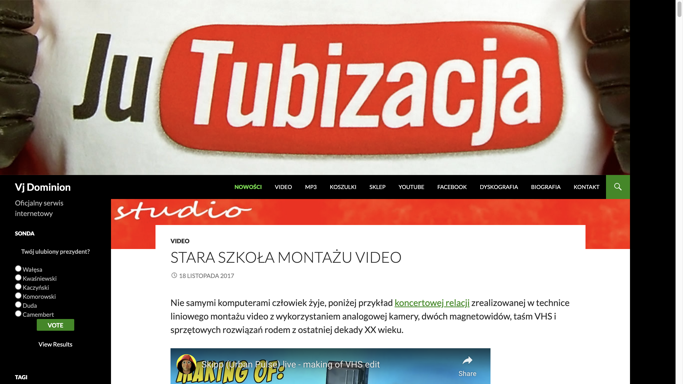 Ju Tubizacja
Vj Dominion
NOWOŚCI VIDEO MP3 KOSZULKI SKLEP YOUTUBE FACEBOOK DYSKOGRAFIA BIOGRAFIA KONTAKT
Oficjalny serwis
internetowy
SONDA
Twój ulubiony prezydent?
Wałęsa
Kwaśniewski
Kaczyński
Komorowski
Duda
Camembert
VOTE
View Results
TAGI
studio
VIDEO
STARA SZKOŁA MONTAŻU VIDEO
18 LISTOPADA 2017
Nie samymi komputerami człowiek żyje, poniżej przykład koncertowej relacji zrealizowanej w technice
liniowego montażu video z wykorzystaniem analogowej kamery, dwóch magnetowidów, taśm VHS i
sprzętowych rozwiązań rodem z ostatniej dekady XX wieku.
Skipp (Urban Pulse) live - making of VHS edit
Share
MAKING OF: